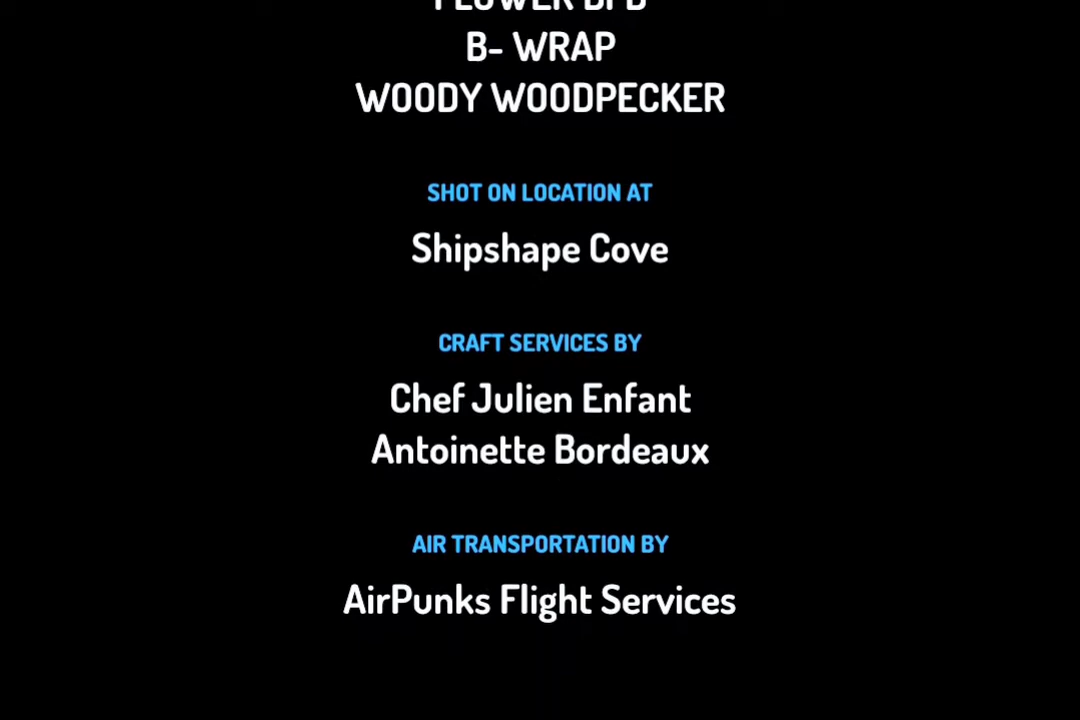 B- WRAP
WOODY WOODPECKER
SHOT ON LOCATION AT
Shipshape Cove
CRAFT SERVICES BY
Chef Julien Enfant
Antoinette Bordeaux
AIR TRANSPORTATION BY
AirPunks Flight Services